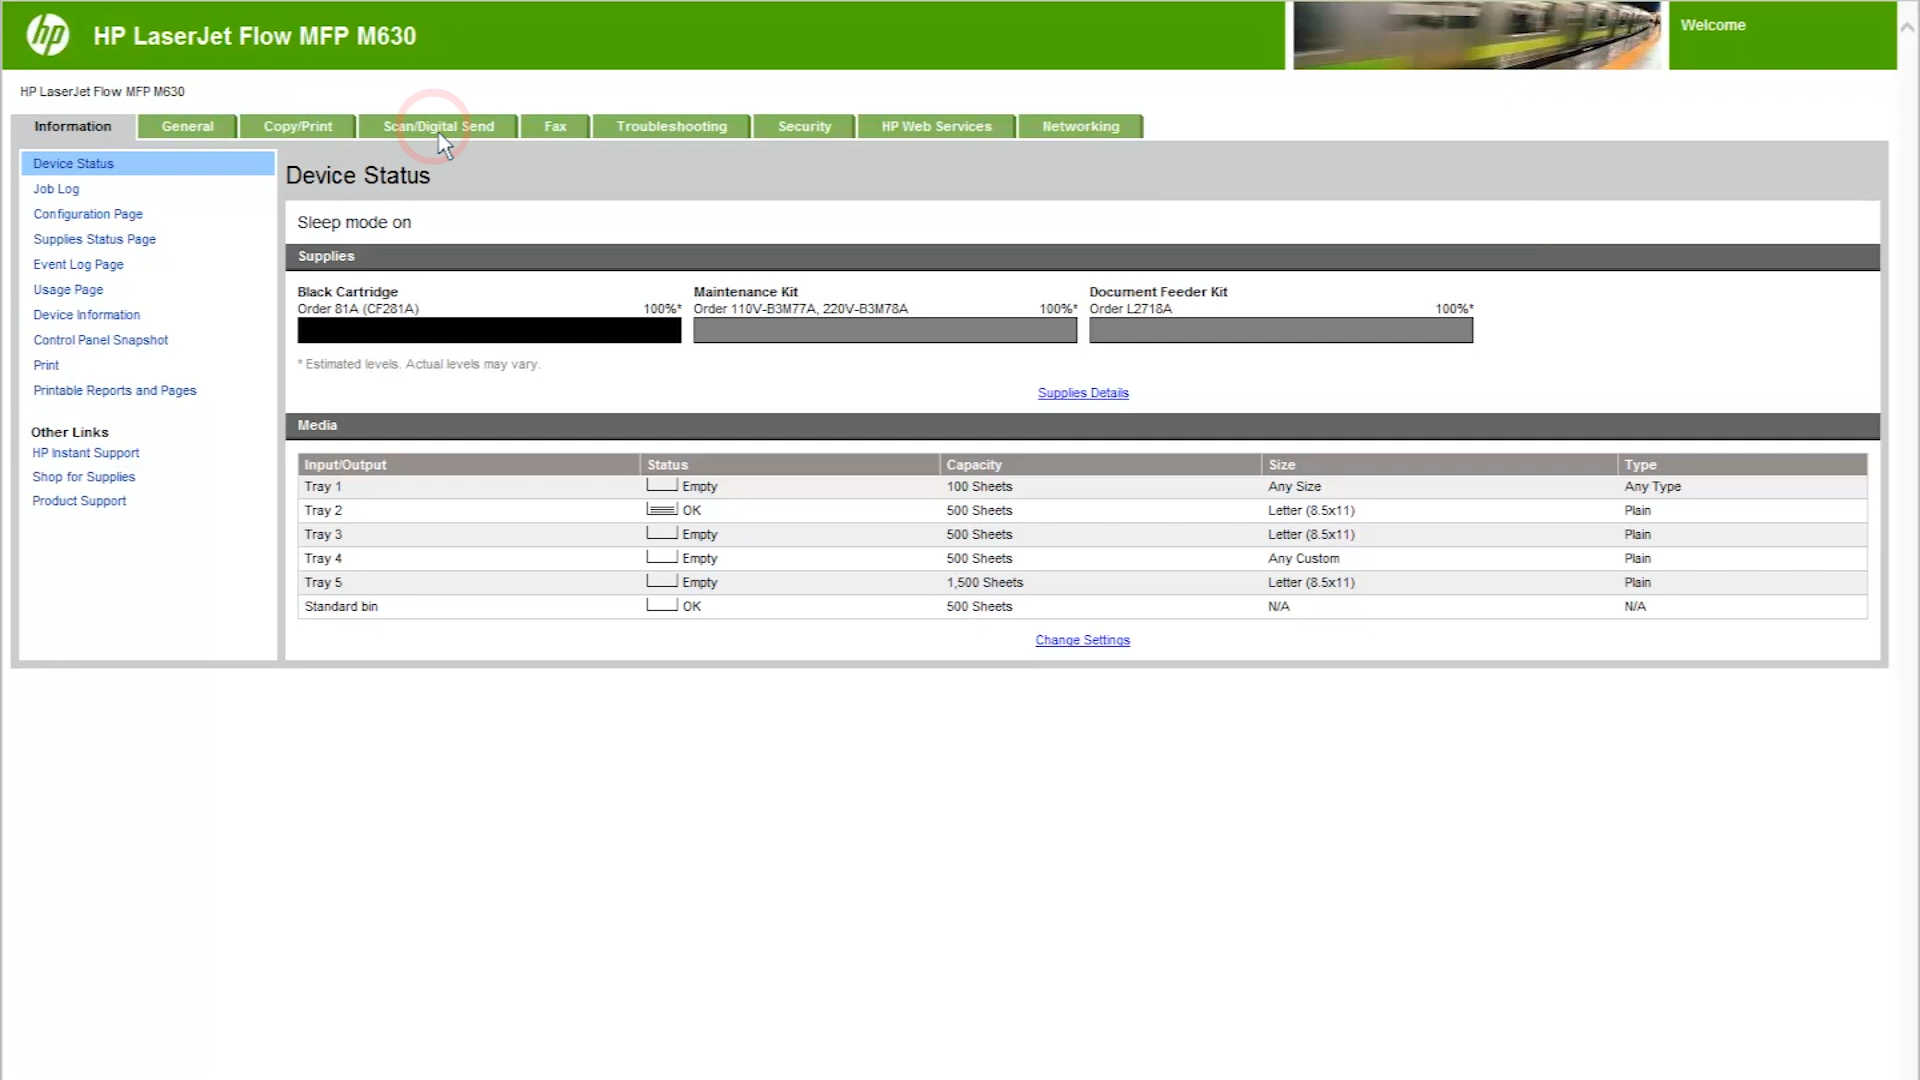 hp
HP LaserJet Flow MFP M630
Welcome
HP LaserJet Flow MFP M630
Information General Copy/Print Scan/Digital Send Fax Troubleshooting Security HP Web Services Networking
Device Status
Job Log
Configuration Page
Supplies Status Page
Event Log Page
Usage Page
Device Information
Control Panel Snapshot
Print
Printable Reports and Pages
Other Links
HP Instant Support
Shop for Supplies
Product Support
Device Status
Sleep mode on
Supplies
Black Cartridge
Order 81A (CF281A) 100%*
Maintenance Kit
Order 110V-B3M77A, 220V-B3M78A 100%*
Document Feeder Kit
Order L2718A 100%*
* Estimated levels. Actual levels may vary.
Supplies Details
Media
Input/Output Status Capacity Size Type
Tray 1 Empty 100 Sheets Any Size Any Type
Tray 2 OK 500 Sheets Letter (8.5x11) Plain
Tray 3 Empty 500 Sheets Letter (8.5x11) Plain
Tray 4 Empty 500 Sheets Any Custom Plain
Tray 5 Empty 1,500 Sheets Letter (8.5x11) Plain
Standard bin OK 500 Sheets N/A N/A
Change Settings